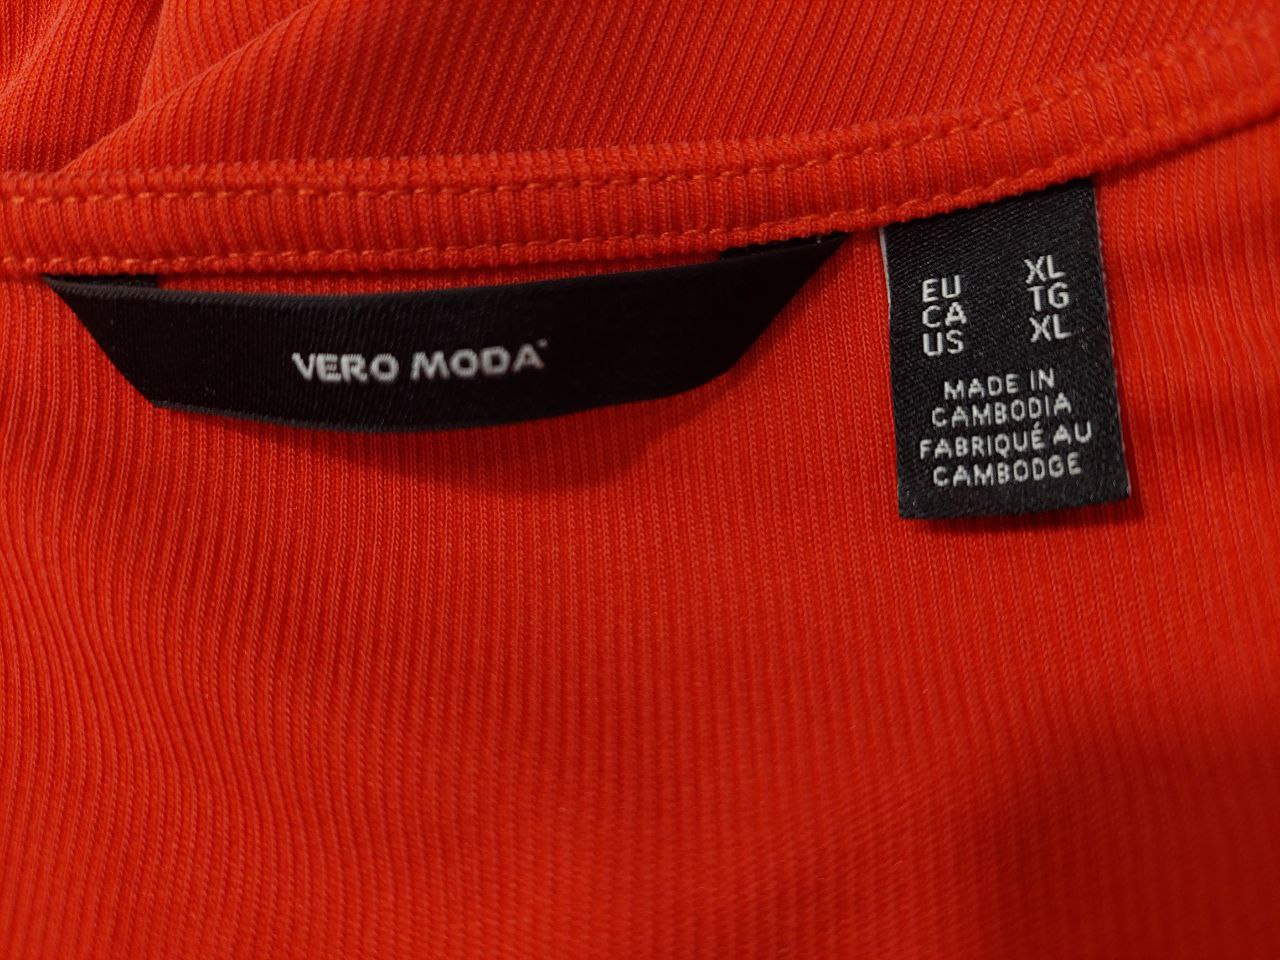 VERO MODA
EU XL
CA TG
US XL
MADE IN
CAMBODIA
FABRIQUÉ AU
CAMBODGE